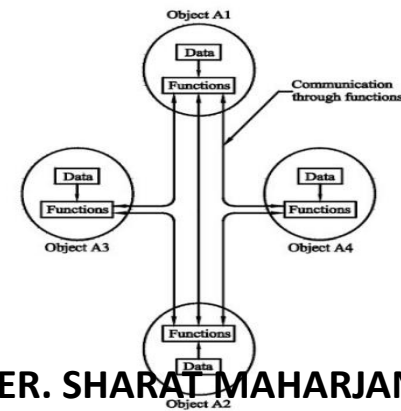 Object A1
Data
Functions
Communication
through functions
Data
Functions
Object A3
Data
Functions
Object A4
Functions
Data
Object A2
ER. SHARAT MAHARJAN